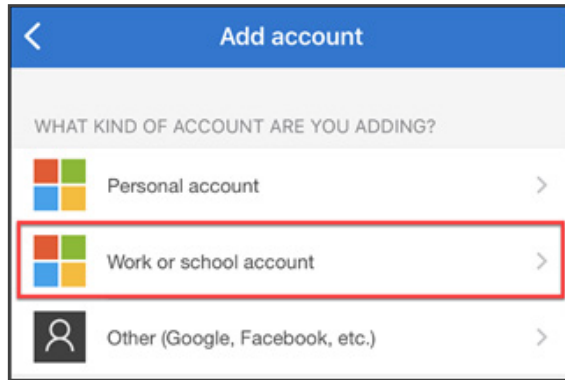 Add account
WHAT KIND OF ACCOUNT ARE YOU ADDING?
Personal account
Work or school account
Other (Google, Facebook, etc.)